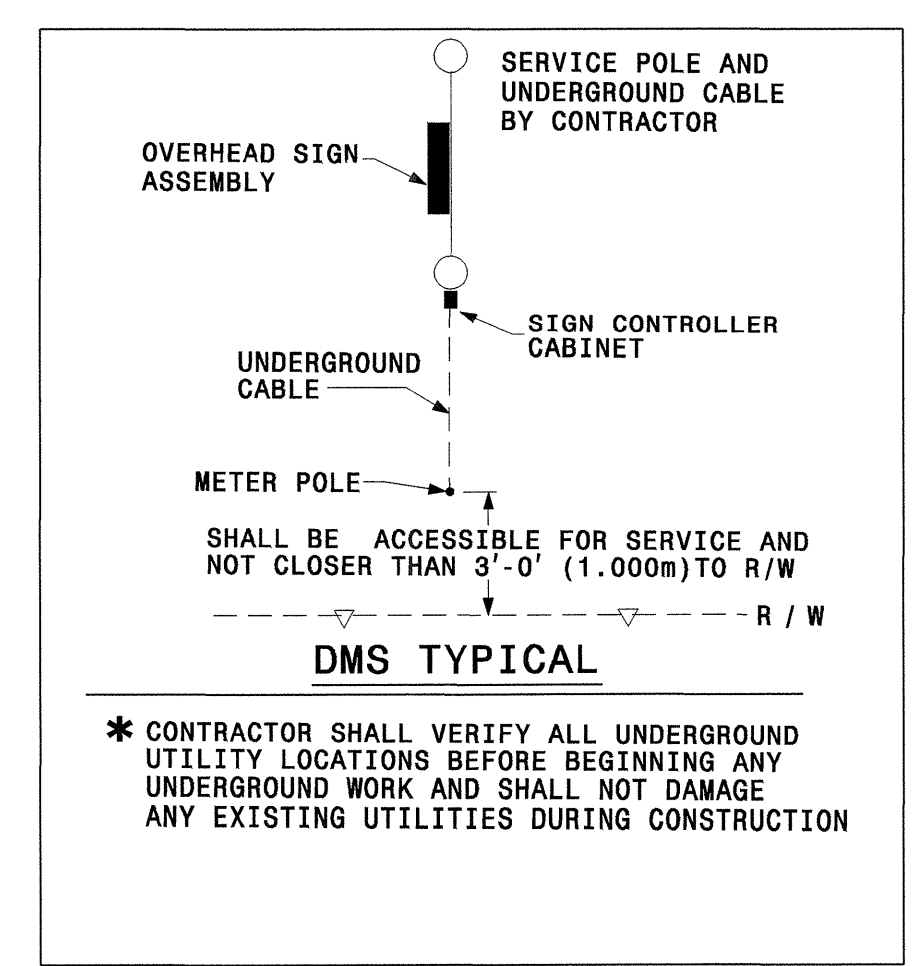 SERVICE POLE AND
UNDERGROUND CABLE
BY CONTRACTOR
OVERHEAD SIGN
ASSEMBLY
SIGN CONTROLLER
CABINET
UNDERGROUND
CABLE
METER POLE
SHALL BE ACCESSIBLE FOR SERVICE AND
NOT CLOSER THAN 3'-0' (1.000m) TO R/W
R / W
DMS TYPICAL
* CONTRACTOR SHALL VERIFY ALL UNDERGROUND
UTILITY LOCATIONS BEFORE BEGINNING ANY
UNDERGROUND WORK AND SHALL NOT DAMAGE
ANY EXISTING UTILITIES DURING CONSTRUCTION